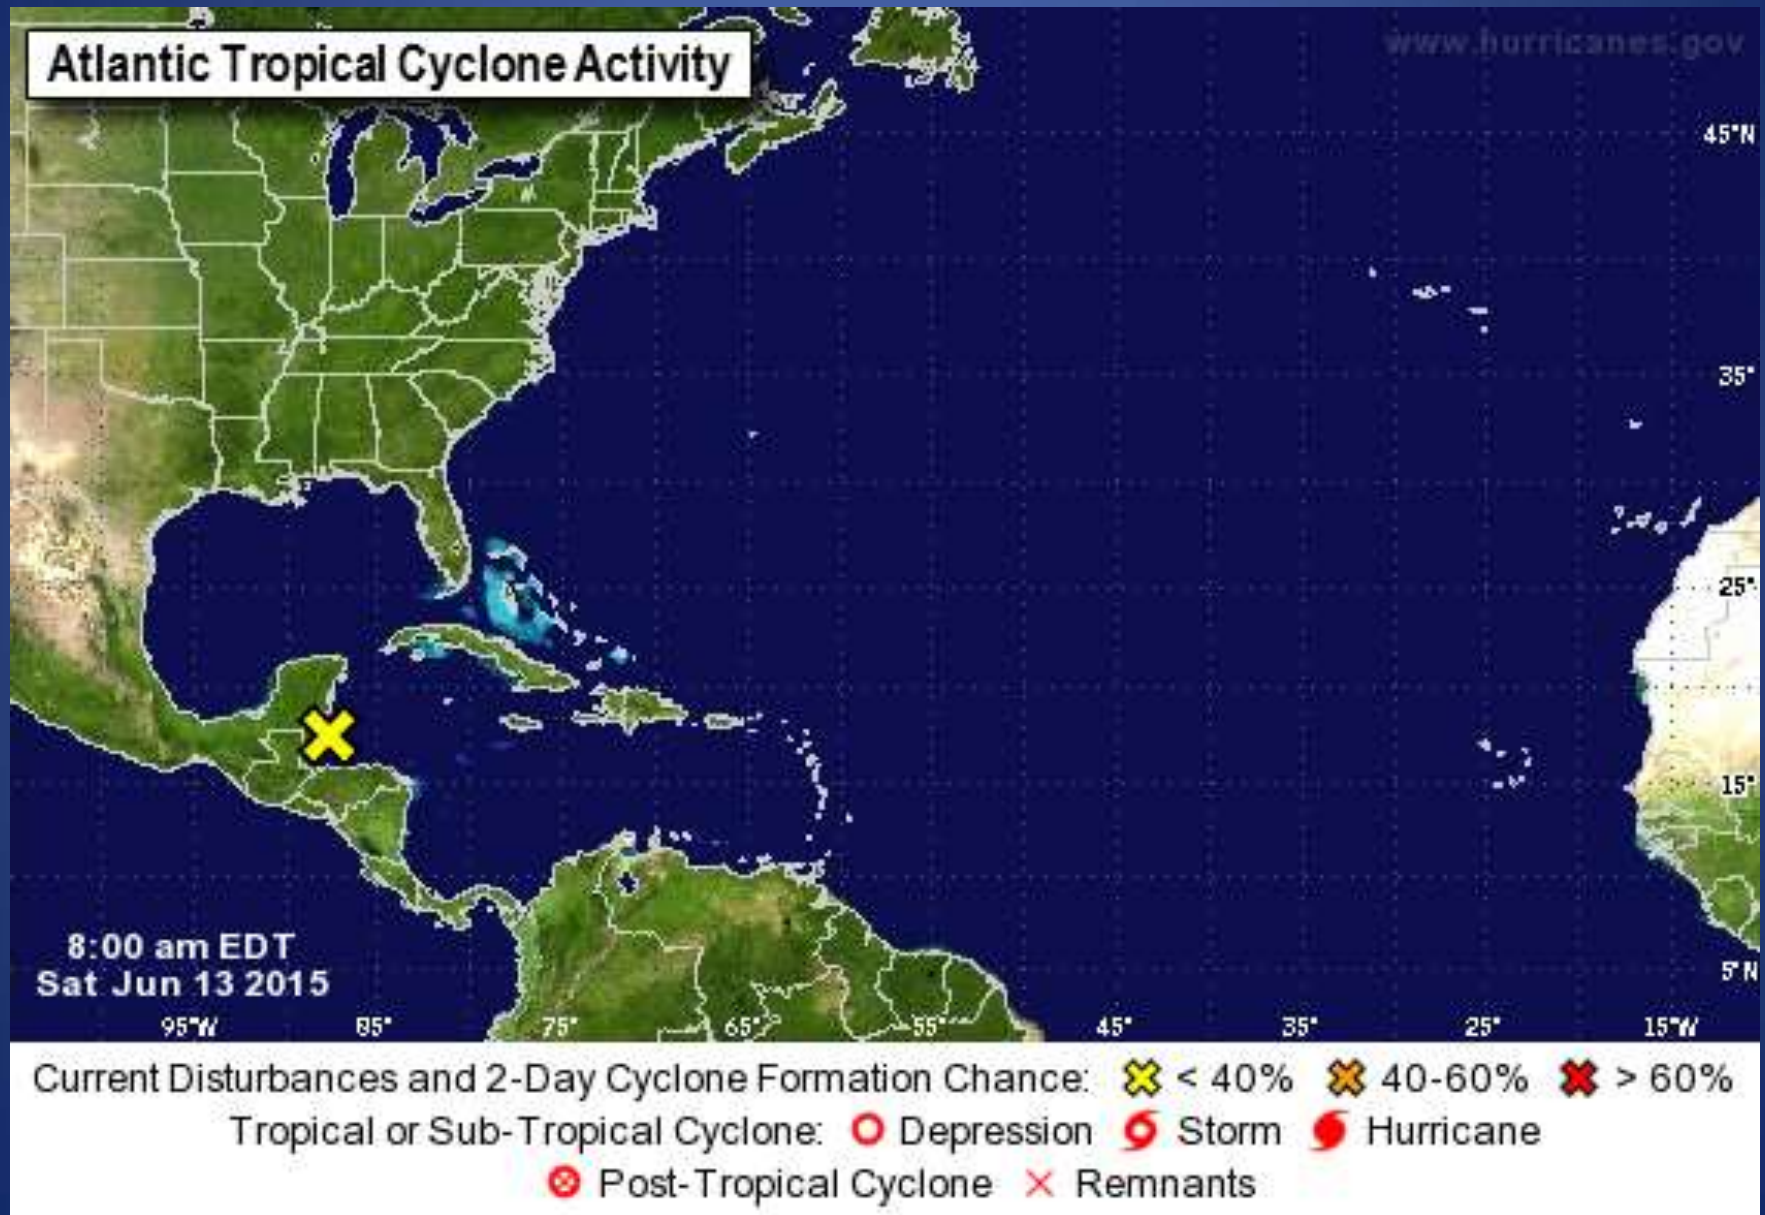 Atlantic Tropical Cyclone Activity
www.hurricanes.gov
45°N
35°
25°
15°
5°N
8:00 am EDT
Sat Jun 13 2015
95°W 85° 75° 65° 55° 45° 35° 25° 15°W
Current Disturbances and 2-Day Cyclone Formation Chance: < 40% 40-60% > 60%
Tropical or Sub-Tropical Cyclone: Depression Storm Hurricane
Post-Tropical Cyclone Remnants